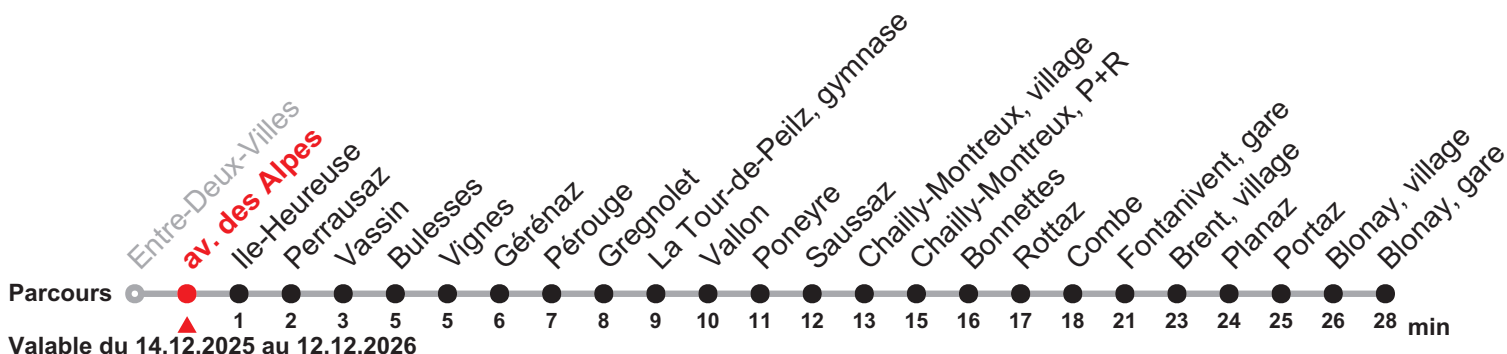 Entre-Deux-Villes
av. des Alpes
Ile-Heureuse
Perrausaz
Vassin
Bulesses
Vignes
Gérénaz
Pérouge
Gregnolet
La Tour-de-Peilz, gymnase
Vallon
Poneyre
Saussaz
Chailly-Montreux, village
Chailly-Montreux, P+R
Bonnettes
Rottaz
Combe
Fontanivent, gare
Brent, village
Planaz
Portaz
Blonay, village
Blonay, gare
Parcours
1 2 3 5 5 6 7 8 9 10 11 12 13 15 16 17 18 21 23 24 25 26 28 min
Valable du 14.12.2025 au 12.12.2026